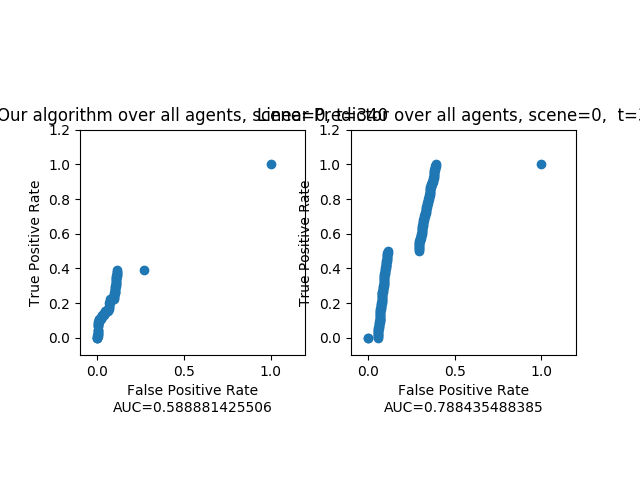 Our algorithm over all agents, scene=0, t=340
Linear Predictor over all agents, scene=0, t=3
1.2
1.0
0.8
0.6
0.4
0.2
0.0
True Positive Rate
0.0 0.5 1.0
False Positive Rate
AUC=0.588881425506
1.2
1.0
0.8
0.6
0.4
0.2
0.0
True Positive Rate
0.0 0.5 1.0
False Positive Rate
AUC=0.788435488385